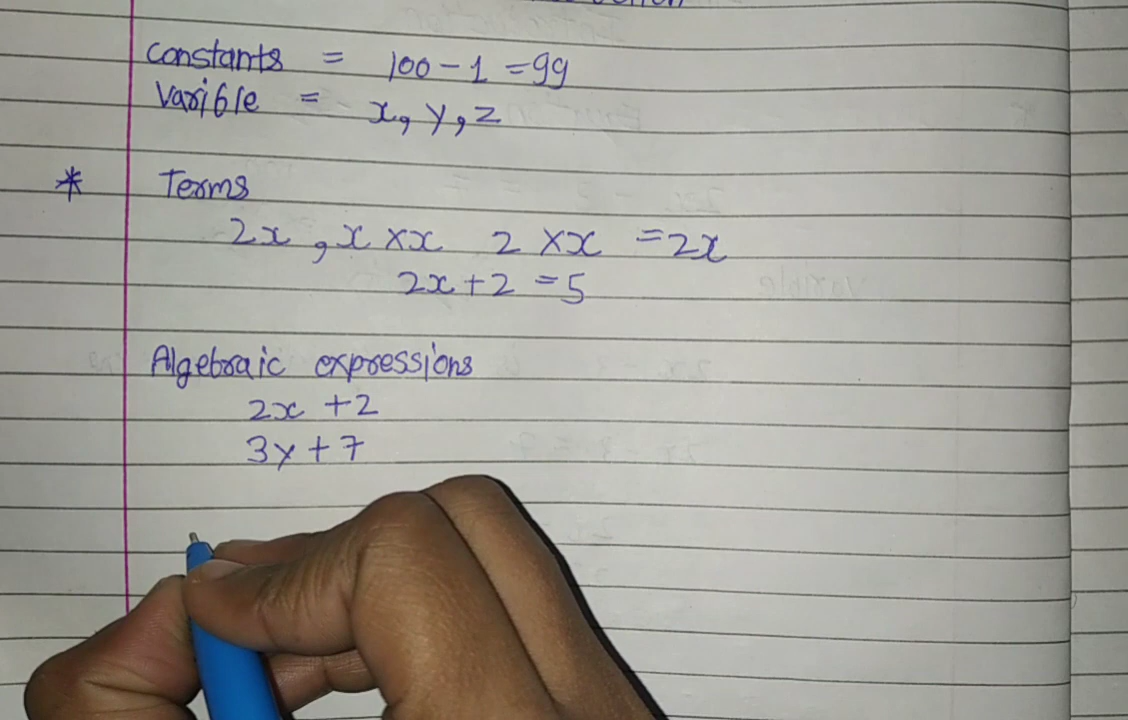 constants = 100 - 1 = 99
Varible = x, y, z
* Terms
2x , x × x 2 × x = 2x
2x + 2 = 5
Algebraic expressions
2x + 2
3y + 7